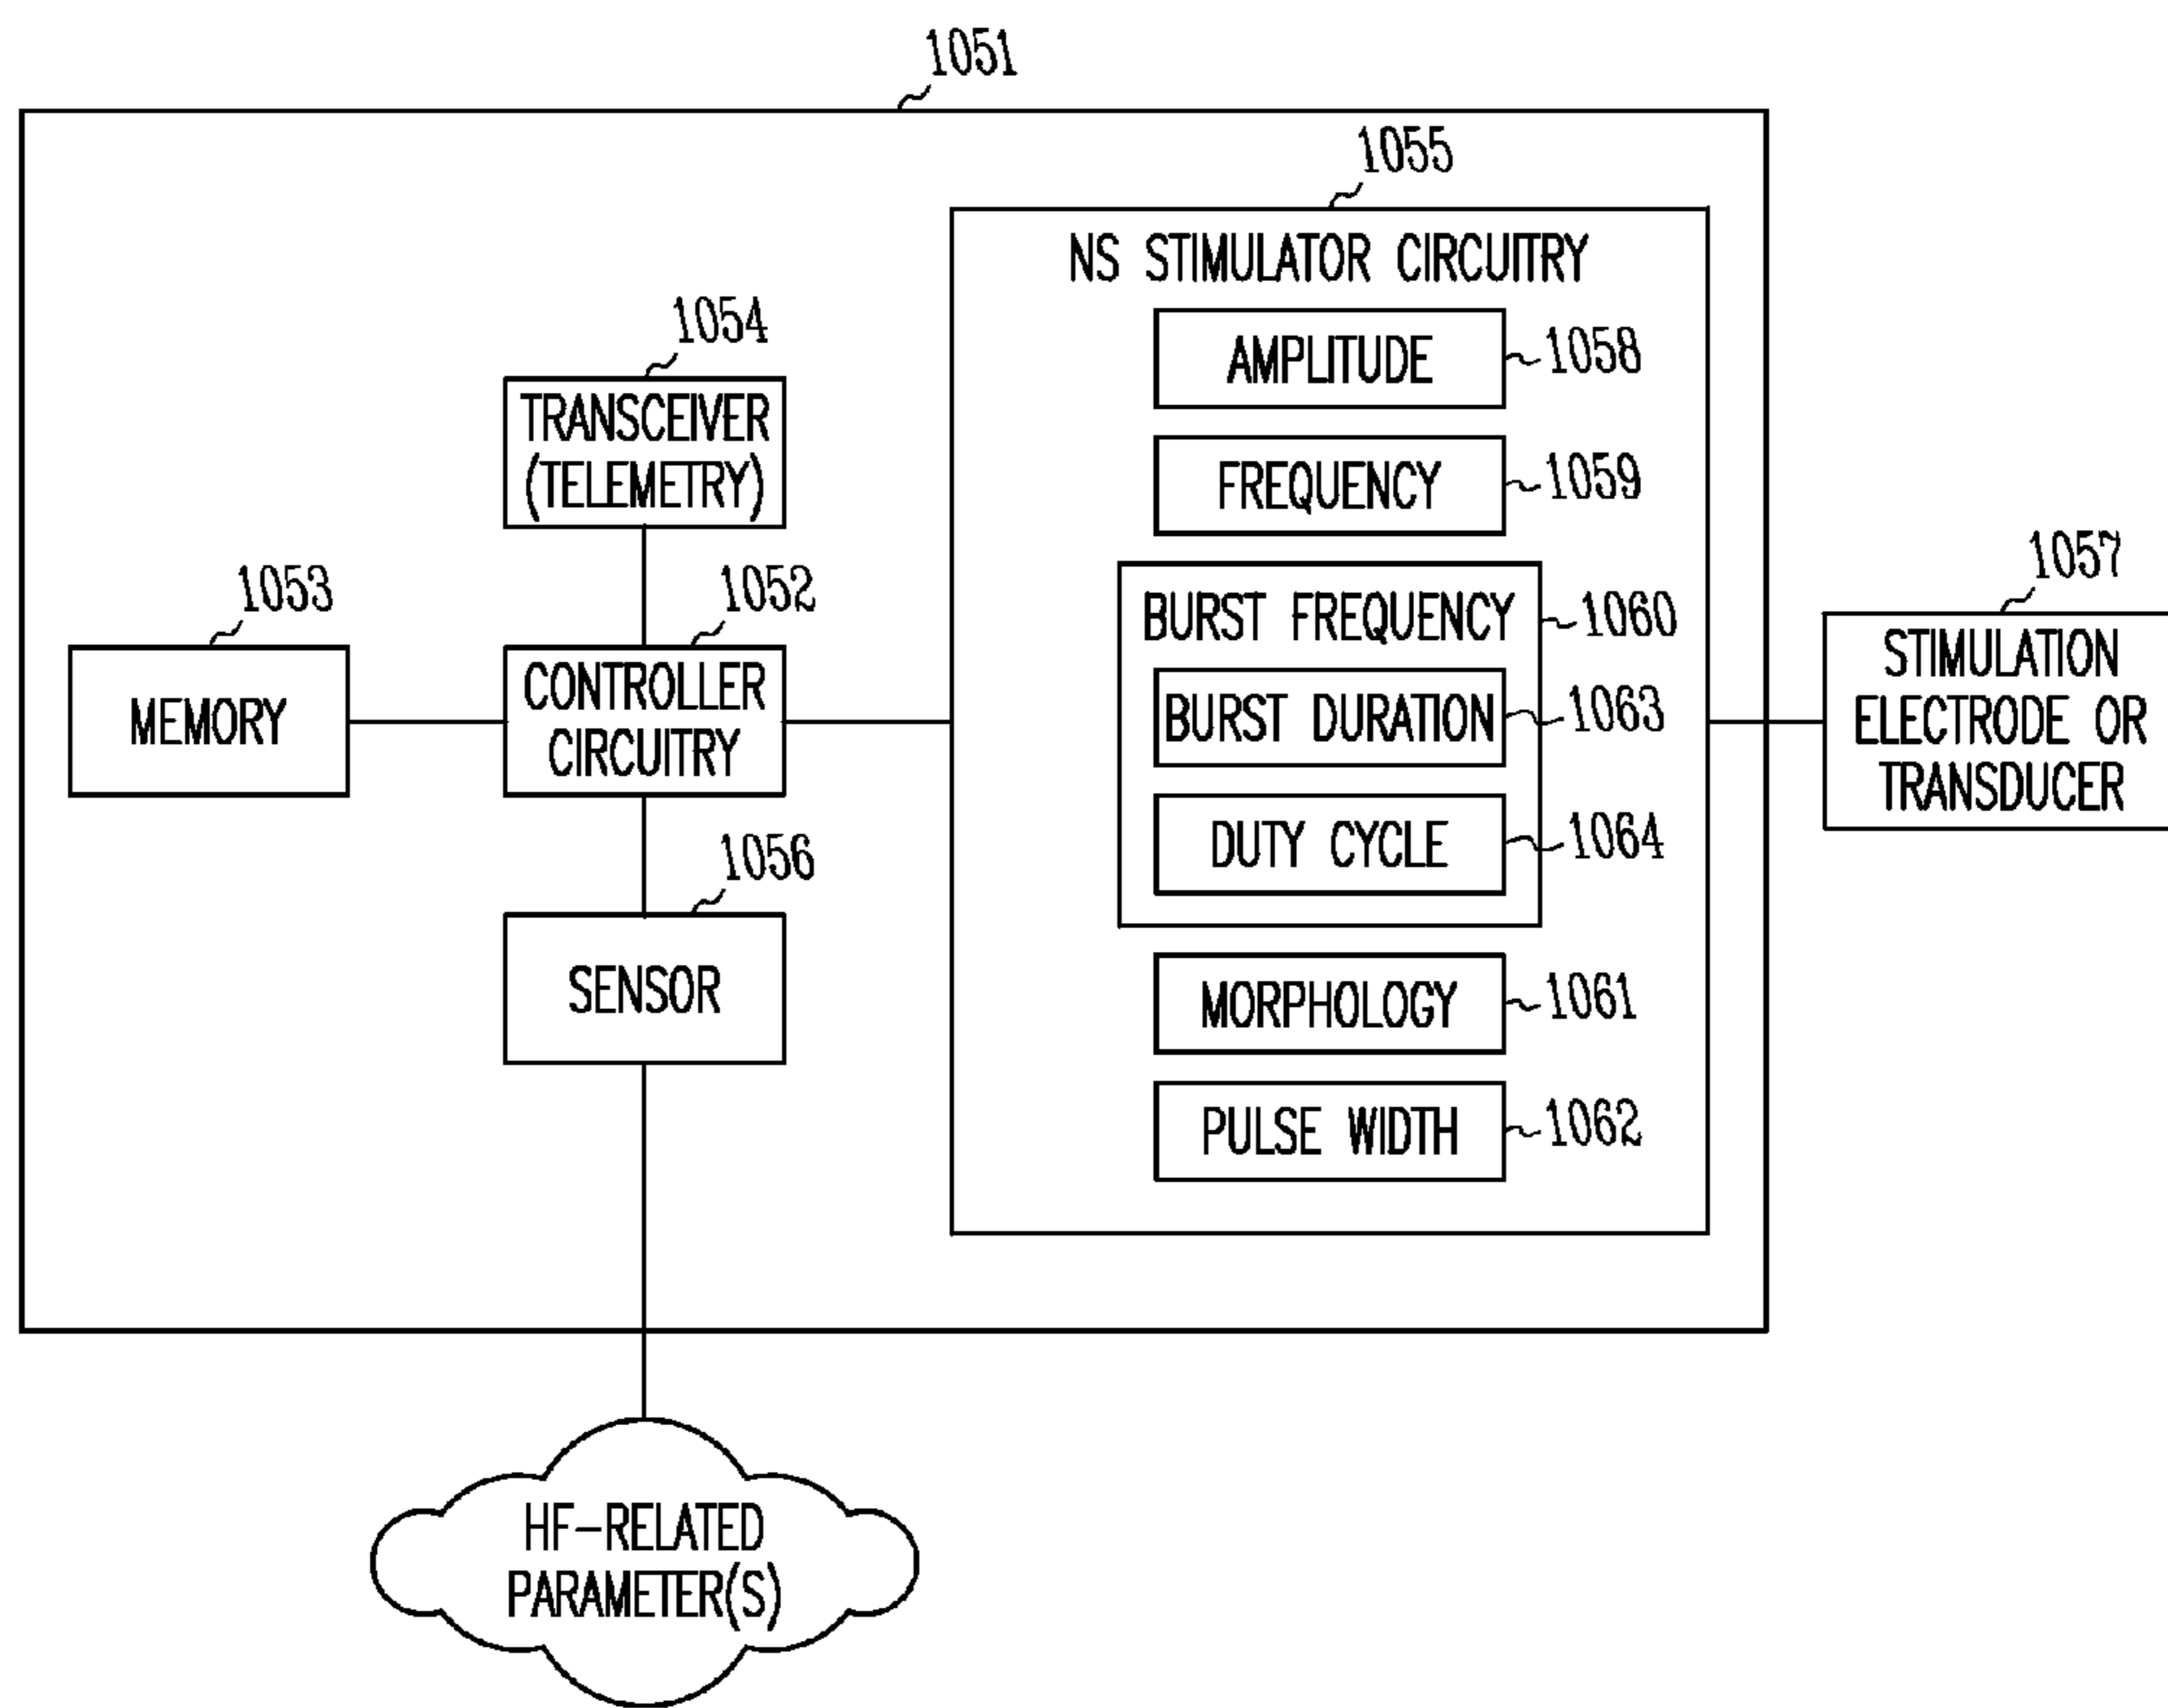 1051
1055
NS STIMULATOR CIRCUITRY
AMPLITUDE
1058
FREQUENCY
1059
BURST FREQUENCY
1060
BURST DURATION
1063
DUTY CYCLE
1064
MORPHOLOGY
1061
PULSE WIDTH
1062
1054
TRANSCEIVER
(TELEMETRY)
1053
MEMORY
1052
CONTROLLER
CIRCUITRY
1056
SENSOR
1057
STIMULATION
ELECTRODE OR
TRANSDUCER
HF-RELATED
PARAMETER(S)